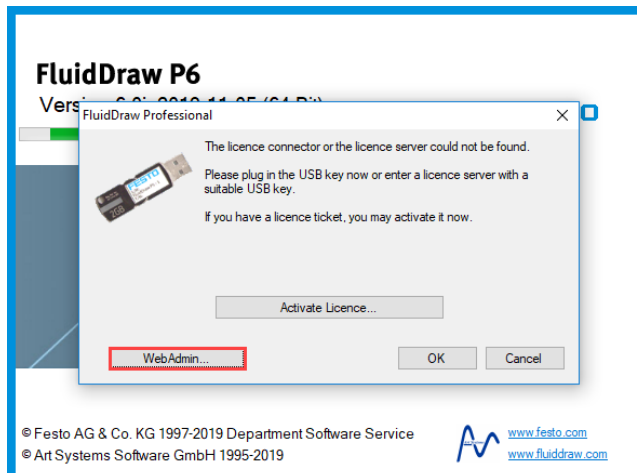 FluidDraw P6
FluidDraw Professional
The licence connector or the licence server could not be found.
Please plug in the USB key now or enter a licence server with a
suitable USB key.
If you have a licence ticket, you may activate it now.
FESTO
2GB
Activate Licence...
WebAdmin...
OK
Cancel
© Festo AG & Co. KG 1997-2019 Department Software Service
www.festo.com
© Art Systems Software GmbH 1995-2019
www.fluiddraw.com